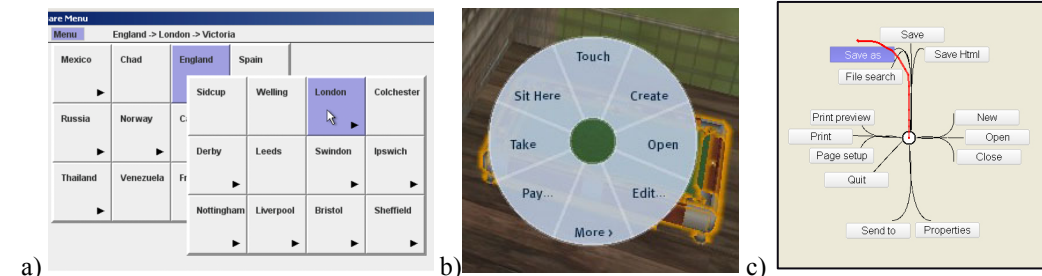 are Menu
Menu England -> London -> Victoria
Mexico Chad England Spain
Sidcup Welling London Colchester
Russia Norway
Derby Leeds Swindon Ipswich
Thailand Venezuela
Nottingham Liverpool Bristol Sheffield
a)
Touch
Sit Here Create
Take Open
Pay... Edit...
More ›
b)
Save
Save as Save Html
File search
Print preview New
Print Open
Page setup Close
Quit
Send to Properties
c)